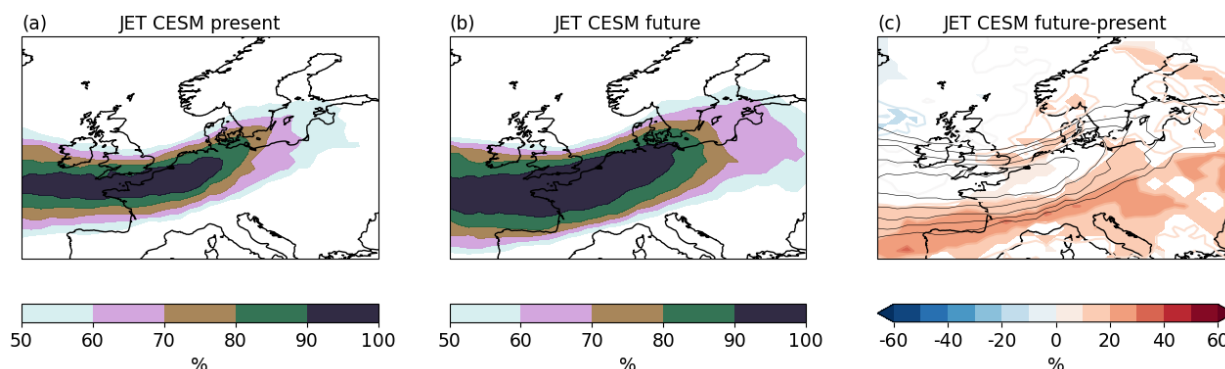 (a) JET CESM present
(b) JET CESM future
(c) JET CESM future-present
50 60 70 80 90 100
%
50 60 70 80 90 100
%
-60 -40 -20 0 20 40 60
%